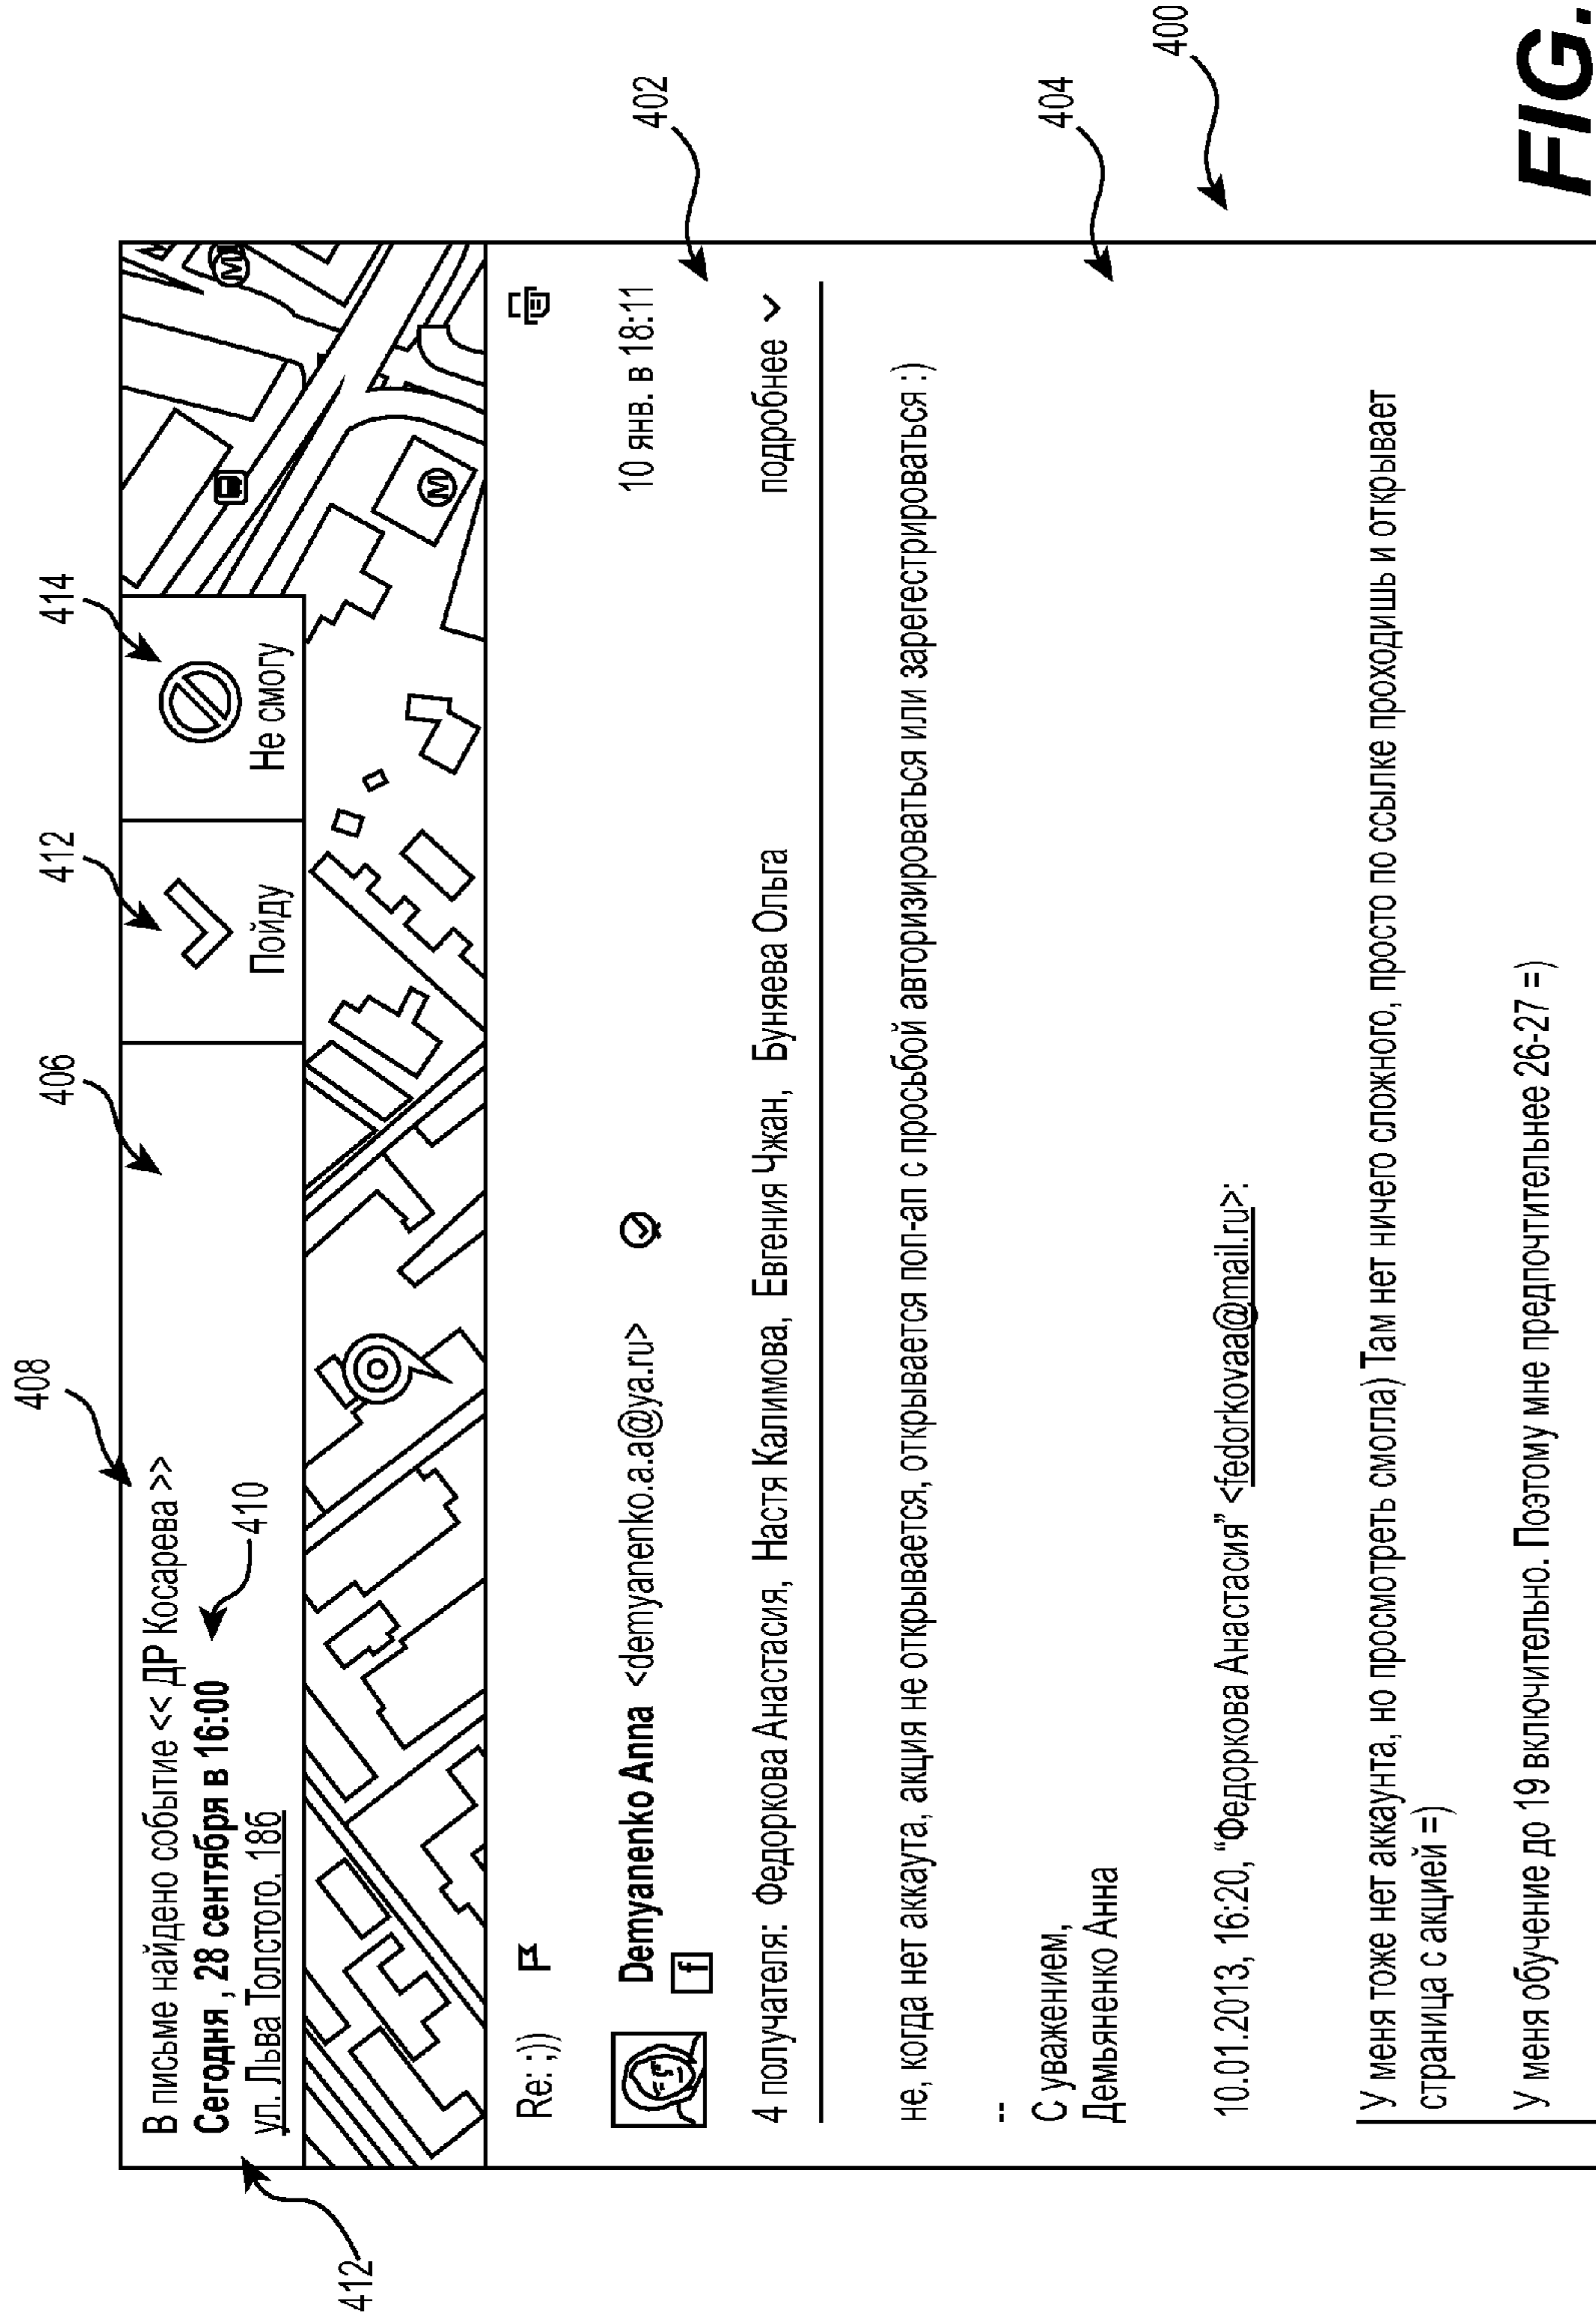 408
406
412
414
В письме найдено событие << ДР Косарева >>
Сегодня , 28 сентября в 16:00
410
ул. Льва Толстого, 18б
412
Пойду
Не смогу
M
M
Re: ;))
Demyanenko Anna <demyanenko.a.a@ya.ru>
10 янв. в 18:11
f
402
4 получателя: Федоркова Анастасия, Настя Калимова, Евгения Чжан, Буняева Ольга
подробнее
не, когда нет аккаута, акция не открывается, открывается поп-ап с просьбой авторизироваться или зарегестрироваться :)
--
С уважением,
Демьяненко Анна
404
10.01.2013, 16:20, “Федоркова Анастасия” <fedorkovaa@mail.ru>:
400
У меня тоже нет аккаунта, но просмотреть смогла) Там нет ничего сложного, просто по ссылке проходишь и открывает
страница с акцией =)
У меня обучение до 19 включительно. Поэтому мне предпочтительнее 26-27 =)
FIG.